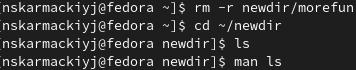 [nskarmackiyj@fedora ~]$ rm -r newdir/morefun
[nskarmackiyj@fedora ~]$ cd ~/newdir
[nskarmackiyj@fedora newdir]$ ls
[nskarmackiyj@fedora newdir]$ man ls